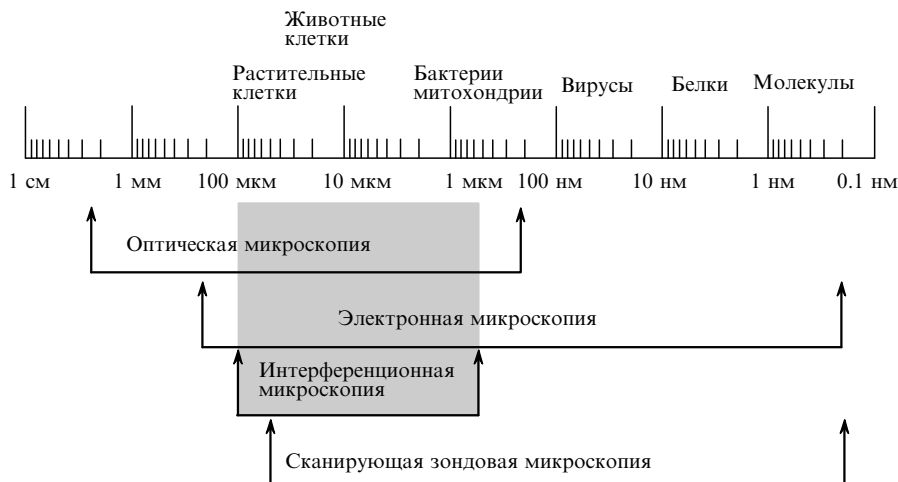 Животные
клетки
Растительные
клетки
Бактерии
митохондрии
Вирусы
Белки
Молекулы
1 см
1 мм
100 мкм
10 мкм
1 мкм
100 нм
10 нм
1 нм
0.1 нм
Оптическая микроскопия
Электронная микроскопия
Интерференционная
микроскопия
Сканирующая зондовая микроскопия